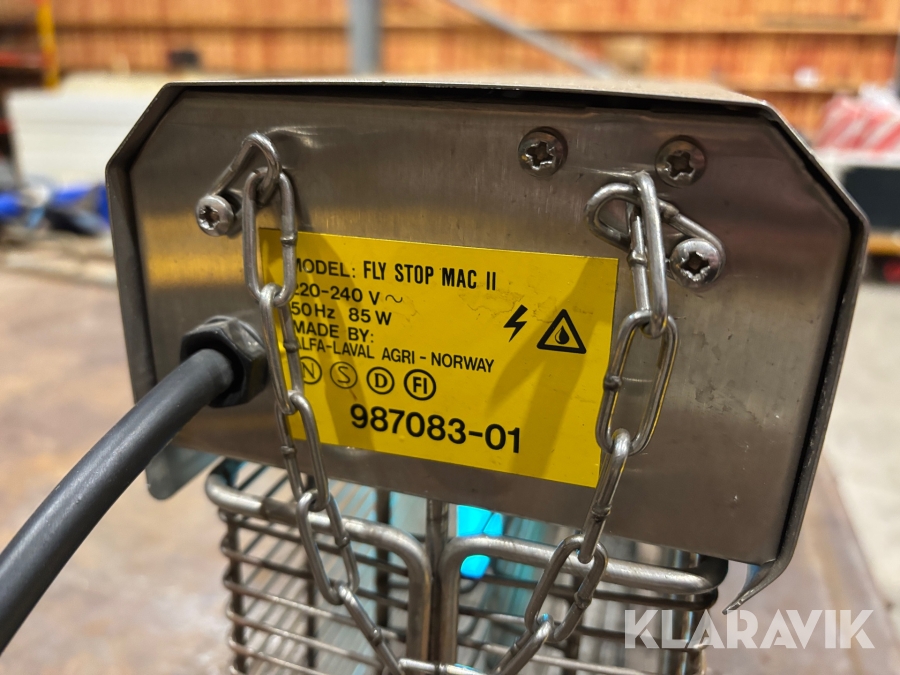 MODEL: FLY STOP MAC II
220-240 V ~
50Hz 85 W
MADE BY:
ALFA-LAVAL AGRI - NORWAY
N S D FI
987083-01
KLARAVIK